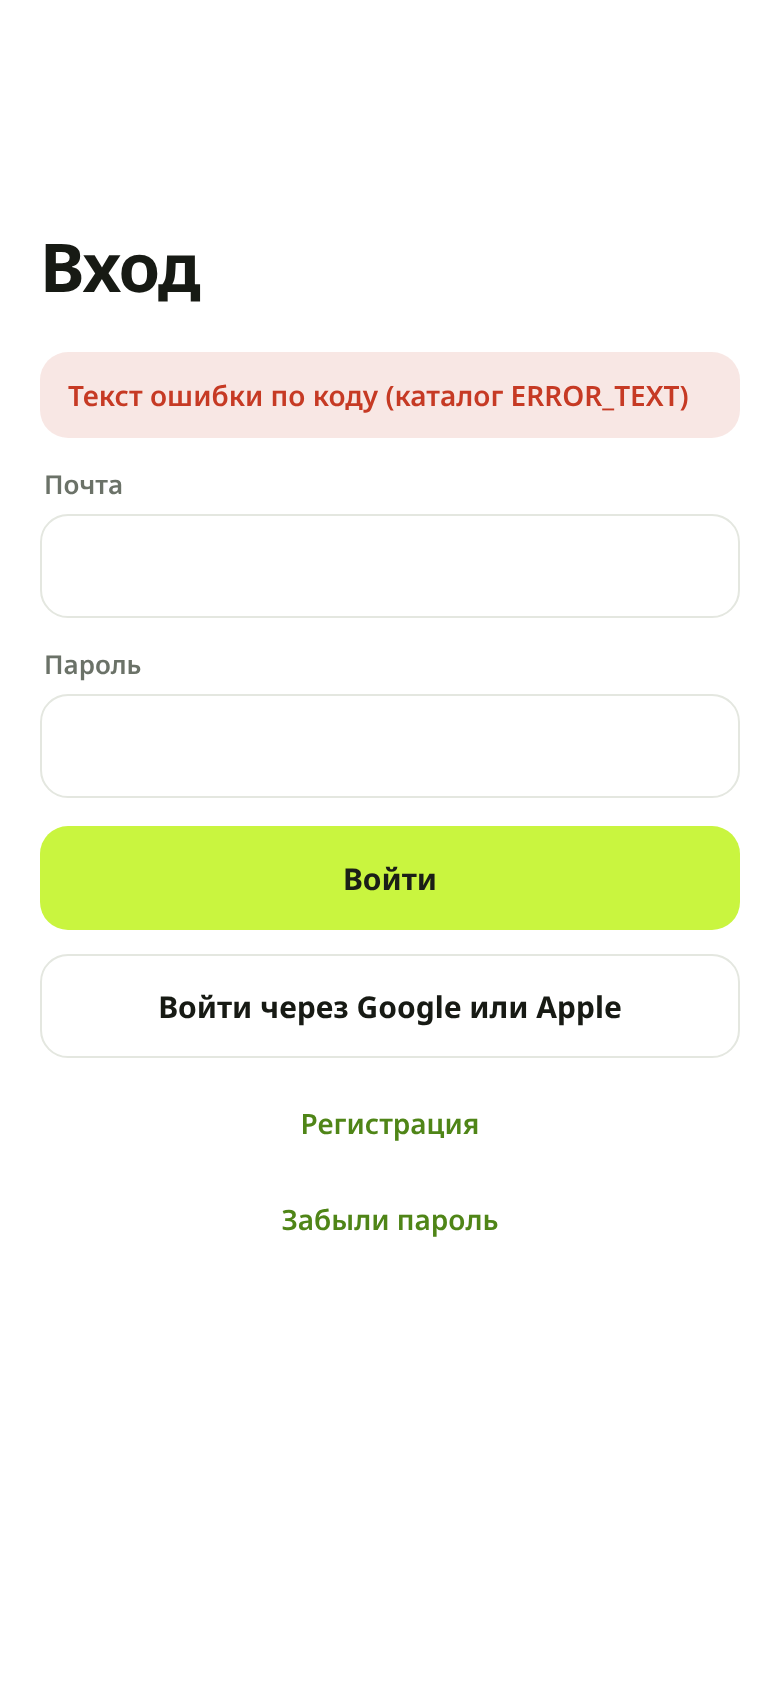 Вход
Текст ошибки по коду (каталог ERROR_TEXT)
Почта
Пароль
Войти
Войти через Google или Apple
Регистрация
Забыли пароль